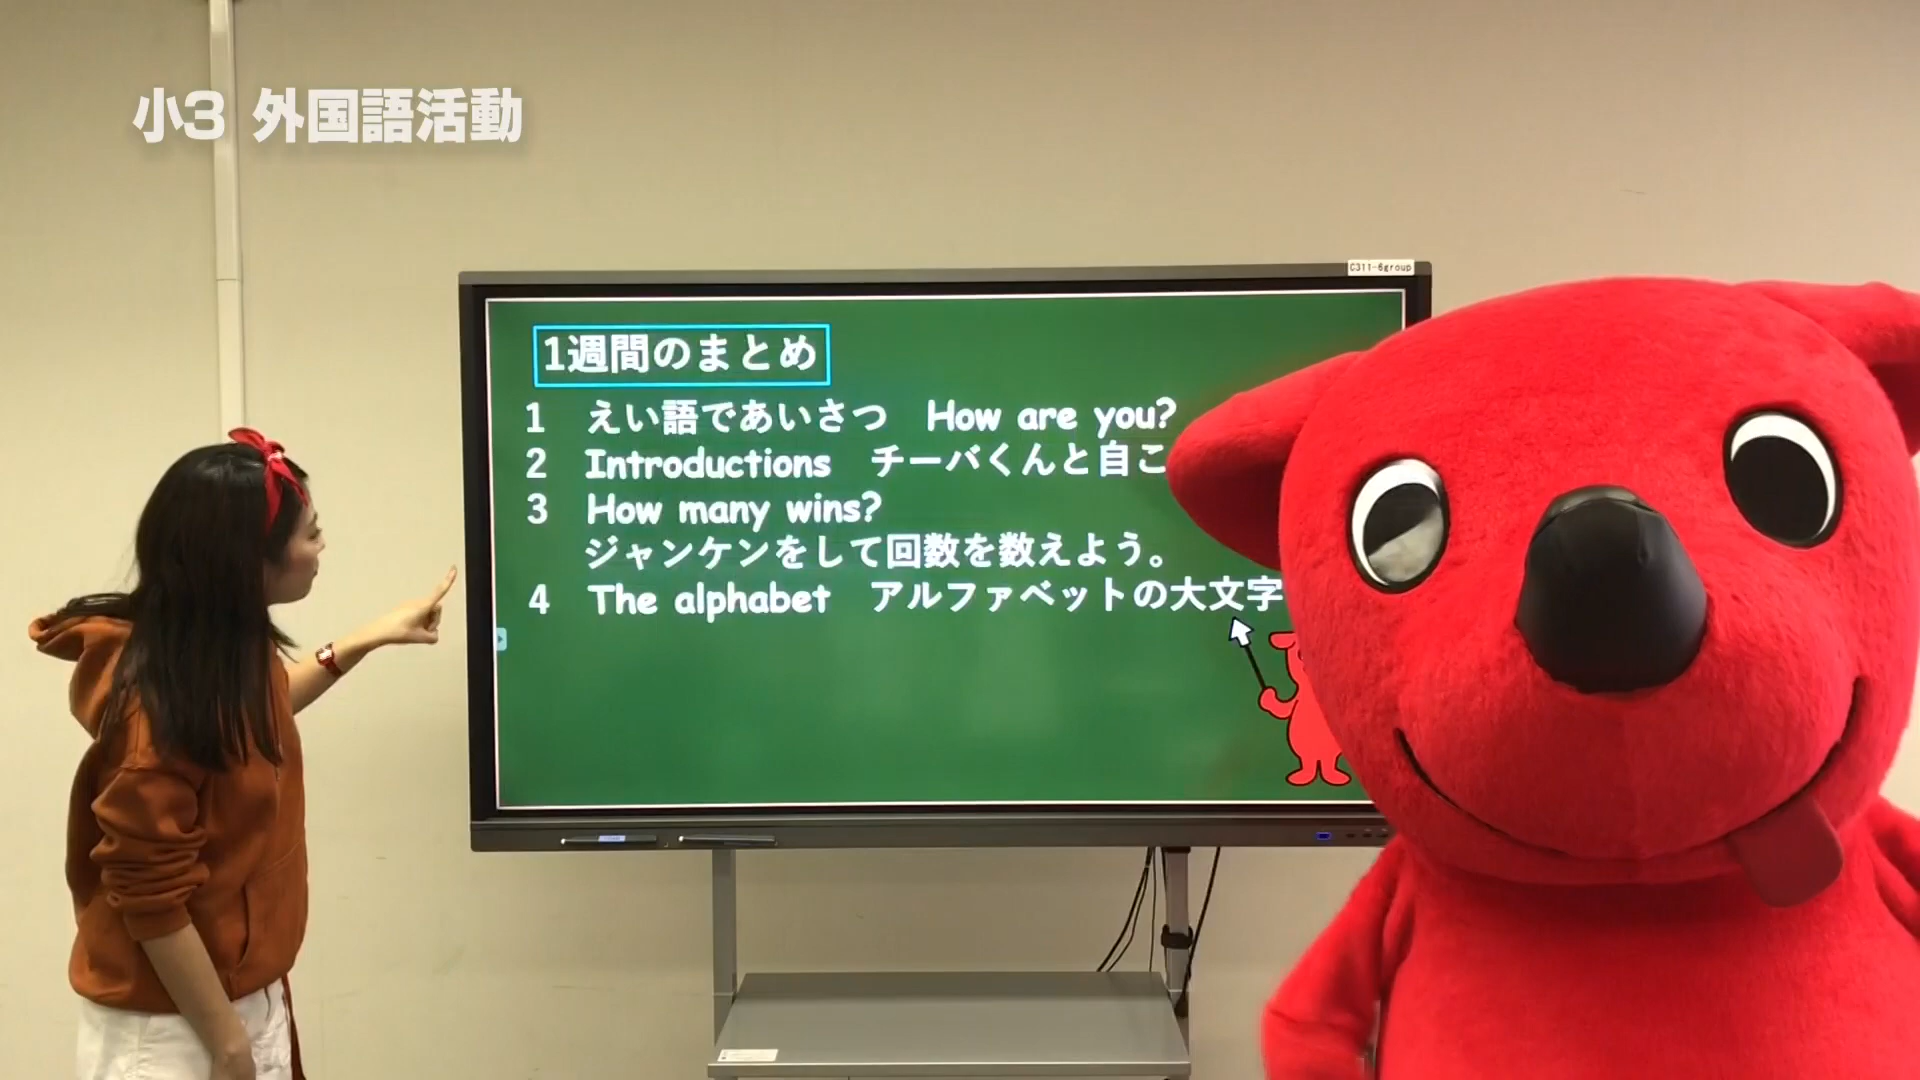 小3 外国語活動
C311-6group
1週間のまとめ
1 えい語であいさつ How are you?
2 Introductions チーバくんと自こ
3 How many wins?
ジャンケンをして回数を数えよう。
4 The alphabet アルファベットの大文字